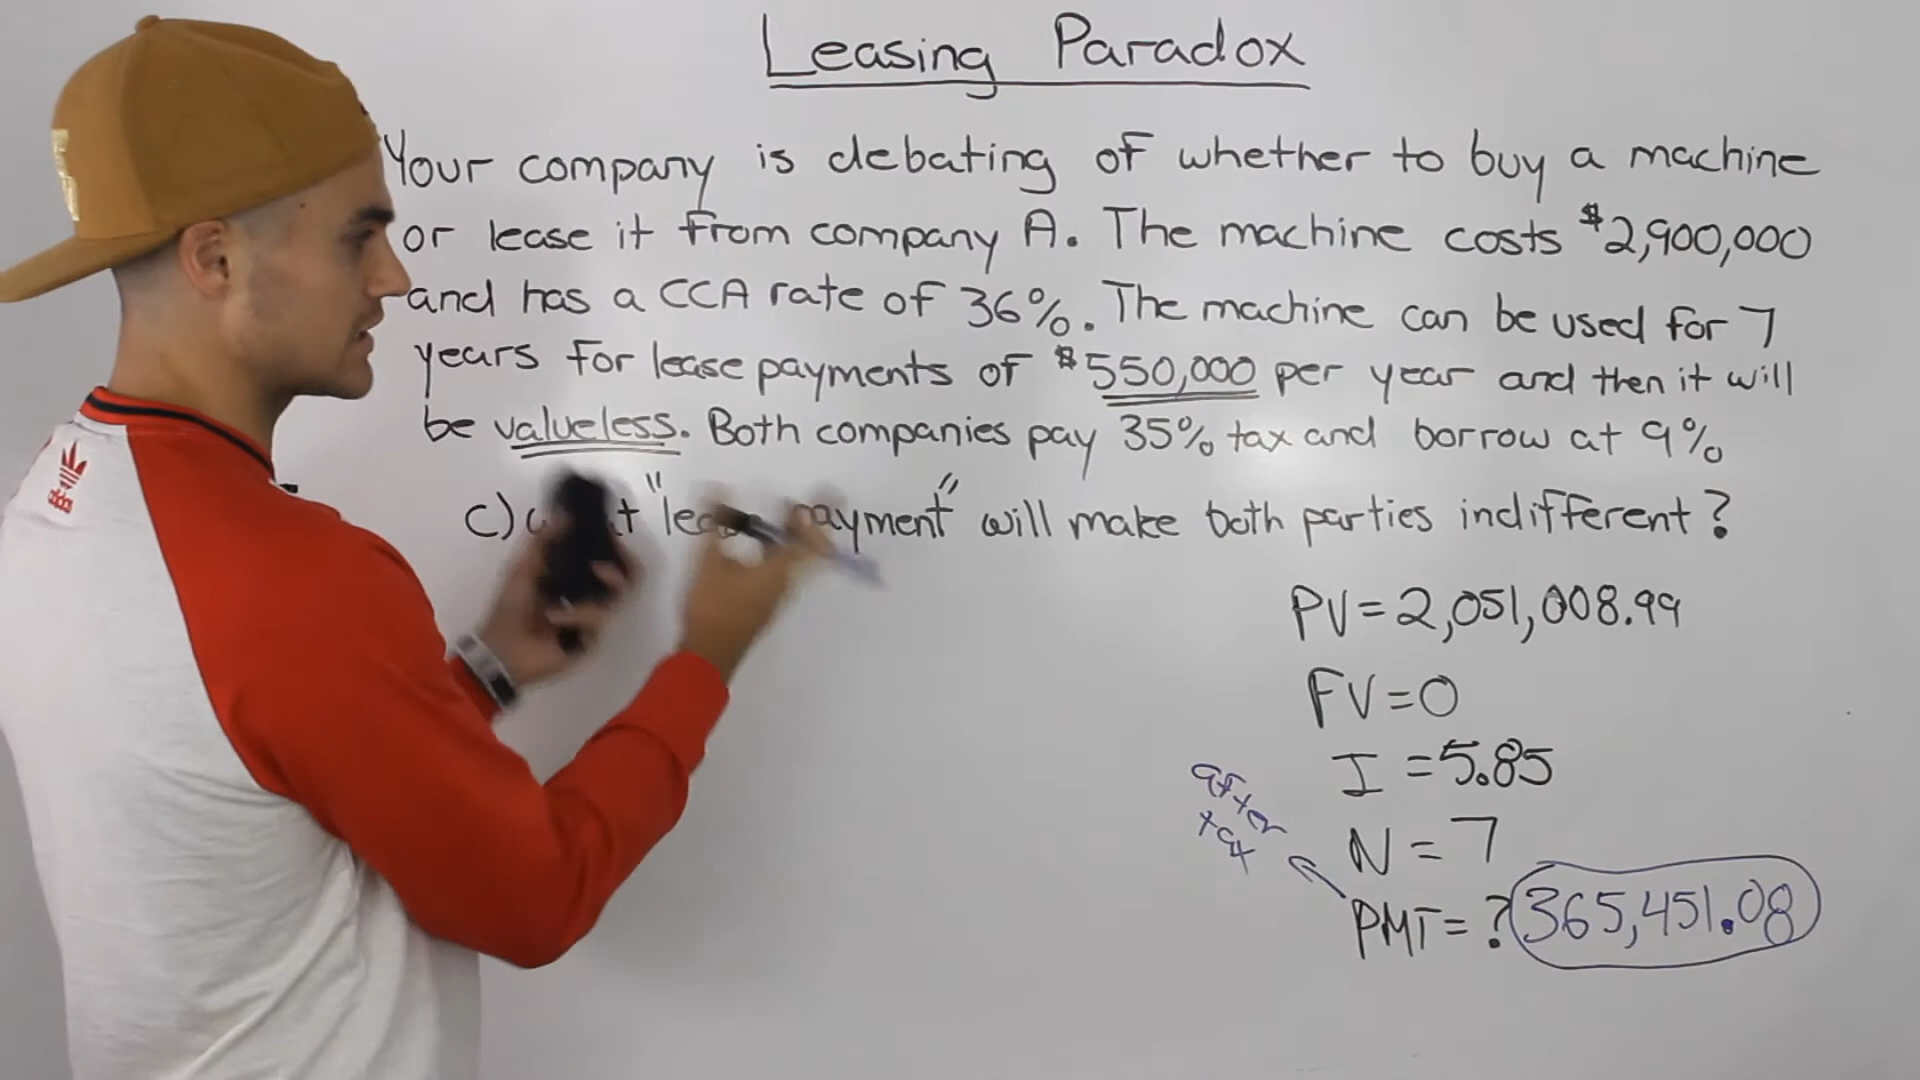 Leasing Paradox
Your company is debating of whether to buy a machine
or lease it from company A. The machine costs $2,900,000
and has a CCA rate of 36%. The machine can be used for 7
years for lease payments of $550,000 per year and then it will
be valueless. Both companies pay 35% tax and borrow at 9%
c) "payment" will make both parties indifferent?
PV=2,051,008.99
FV=0
I=5.85
after
tax
N=7
PMT=? 365,451.08
adidas